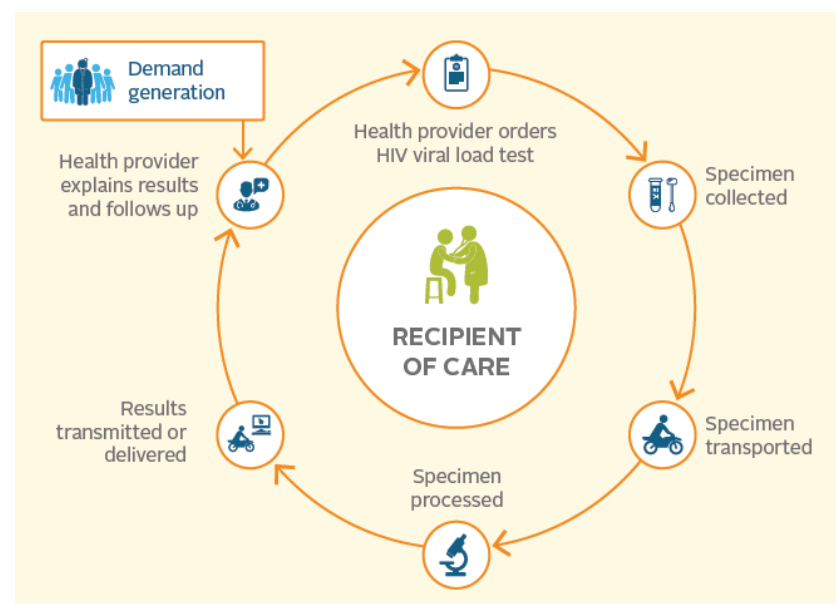 Demand
generation
Health provider orders
HIV viral load test
Specimen
collected
Specimen
transported
Specimen
processed
Results
transmitted or
delivered
Health provider
explains results
and follows up
RECIPIENT
OF CARE